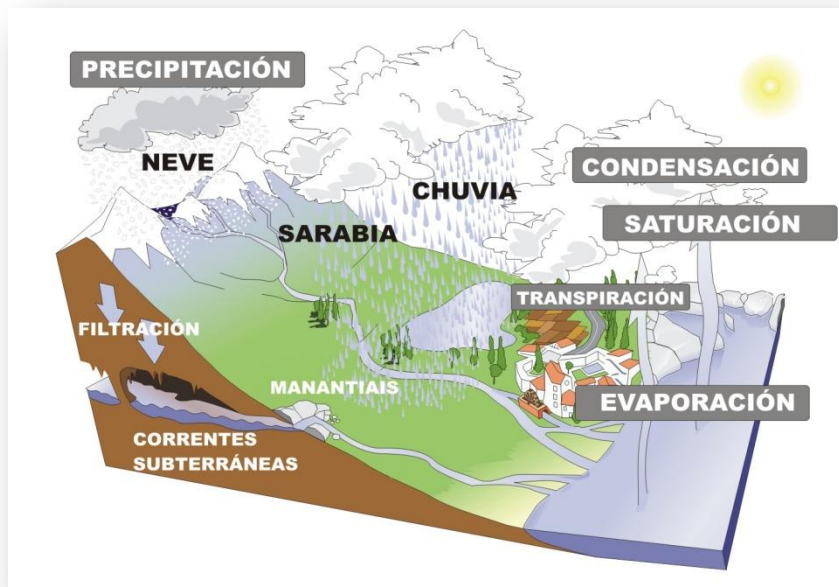 PRECIPITACIÓN
NEVE
CHUVIA
CONDENSACIÓN
SARABIA
SATURACIÓN
TRANSPIRACIÓN
FILTRACIÓN
MANANTIAIS
EVAPORACIÓN
CORRENTES
SUBTERRÁNEAS